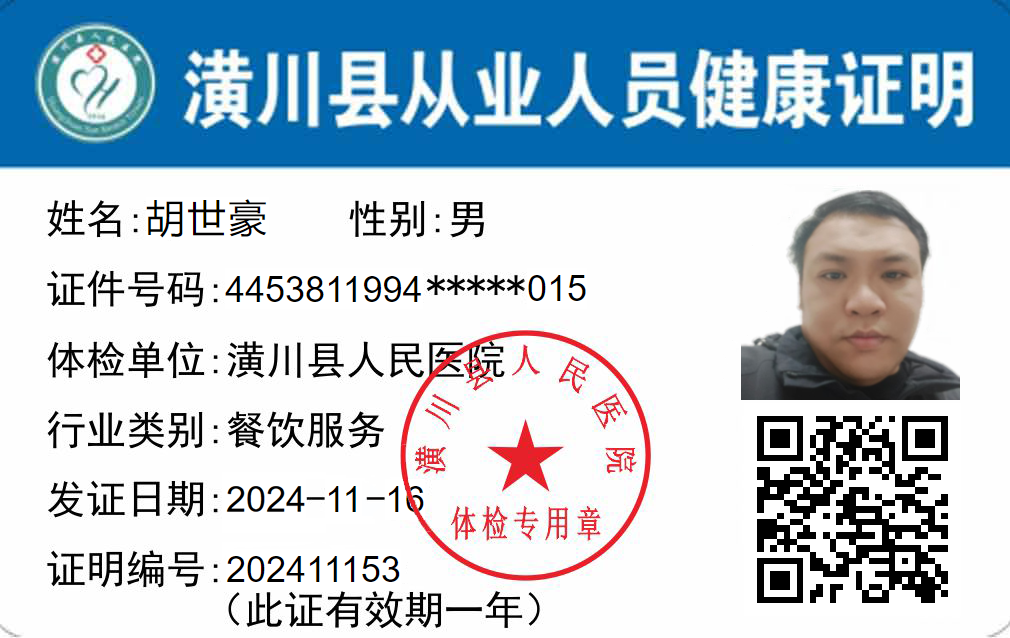 潢川县从业人员健康证明
姓名:胡世豪 性别:男
证件号码:4453811994*****015
体检单位:潢川县人民医院
行业类别:餐饮服务
发证日期:2024-11-16
证明编号:202411153
(此证有效期一年)
潢川县人民医院
体检专用章